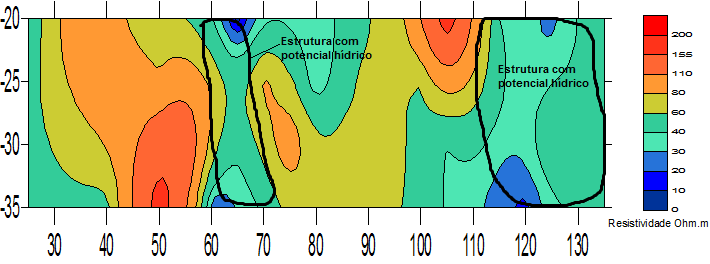 -20
-25
-30
-35
30 40 50 60 70 80 90 100 110 120 130
Estrutura com
potencial hídrico
Estrutura com
potencial hídrico
200
155
110
80
60
40
30
20
10
0
Resistividade Ohm.m